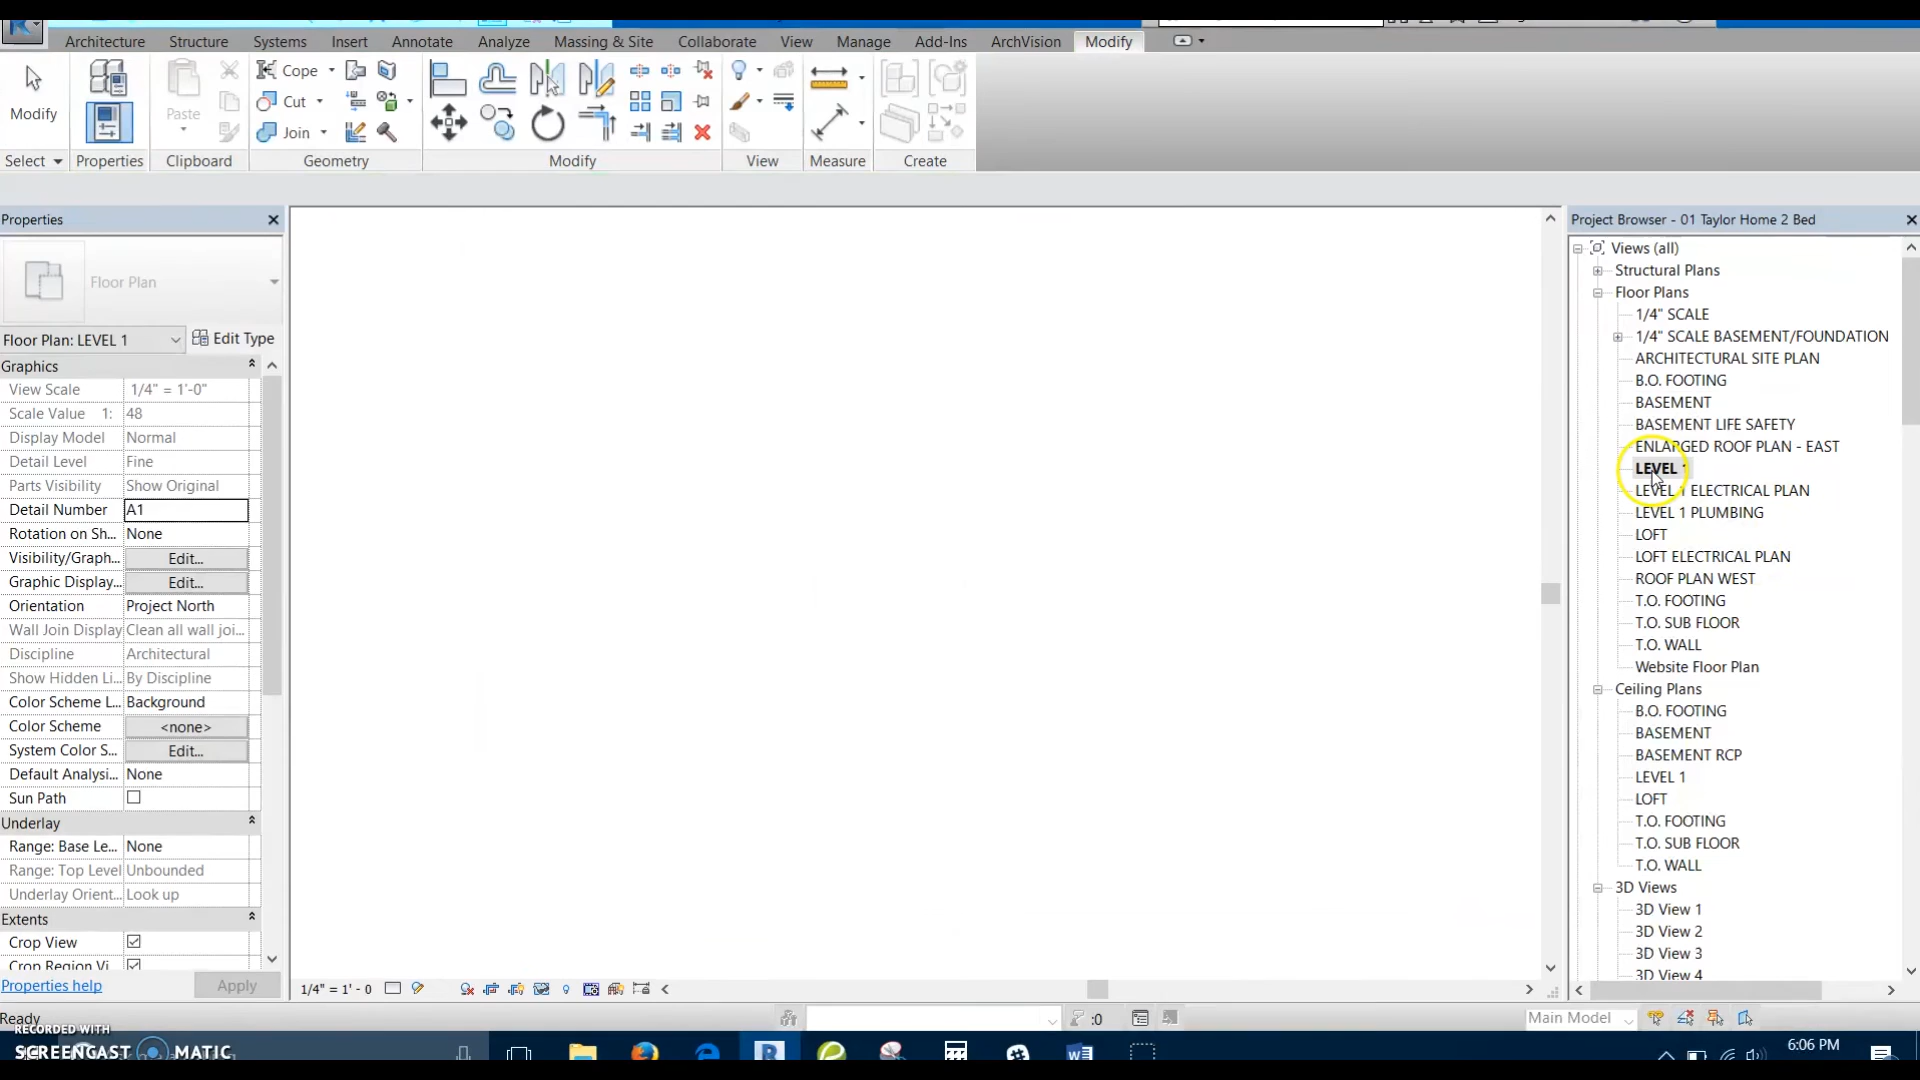 Architecture Structure Systems Insert Annotate Analyze Massing & Site Collaborate View Manage Add-Ins ArchVision Modify
Modify Paste Cope Cut Join
Select Properties Clipboard Geometry Modify View Measure Create
Properties
Floor Plan
Floor Plan: LEVEL 1 Edit Type
Graphics
View Scale 1/4" = 1'-0"
Scale Value 1: 48
Display Model Normal
Detail Level Fine
Parts Visibility Show Original
Detail Number A1
Rotation on Sh... None
Visibility/Graph... Edit...
Graphic Display... Edit...
Orientation Project North
Wall Join Display Clean all wall joi...
Discipline Architectural
Show Hidden Li... By Discipline
Color Scheme L... Background
Color Scheme <none>
System Color S... Edit...
Default Analysi... None
Sun Path
Underlay
Range: Base Le... None
Range: Top Level Unbounded
Underlay Orient... Look up
Extents
Crop View
Crop Region Vi
Properties help Apply
1/4" = 1' - 0
Project Browser - 01 Taylor Home 2 Bed
Views (all)
Structural Plans
Floor Plans
1/4" SCALE
1/4" SCALE BASEMENT/FOUNDATION
ARCHITECTURAL SITE PLAN
B.O. FOOTING
BASEMENT
BASEMENT LIFE SAFETY
ENLARGED ROOF PLAN - EAST
LEVEL 1
LEVEL 1 ELECTRICAL PLAN
LEVEL 1 PLUMBING
LOFT
LOFT ELECTRICAL PLAN
ROOF PLAN WEST
T.O. FOOTING
T.O. SUB FLOOR
T.O. WALL
Website Floor Plan
Ceiling Plans
B.O. FOOTING
BASEMENT
BASEMENT RCP
LEVEL 1
LOFT
T.O. FOOTING
T.O. SUB FLOOR
T.O. WALL
3D Views
3D View 1
3D View 2
3D View 3
3D View 4
Ready :0 Main Model
RECORDED WITH
SCREENCAST MATIC
6:06 PM